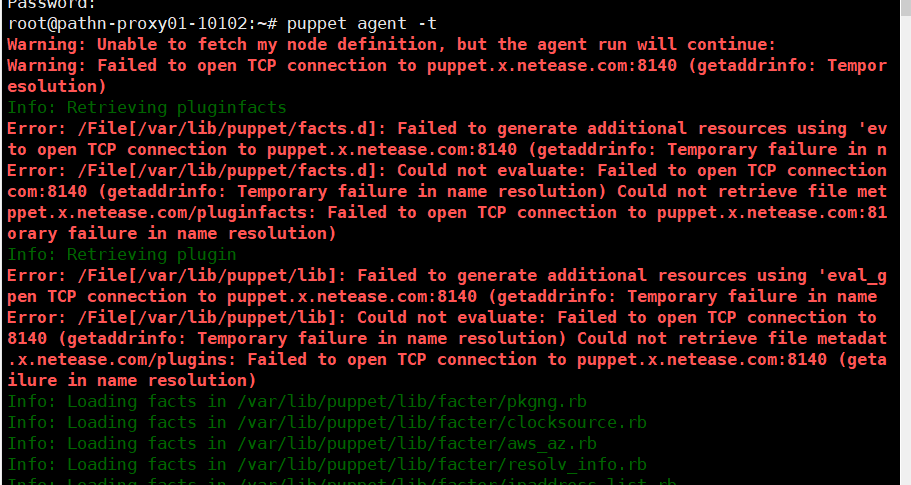 Password:
root@pathn-proxy01-10102:~# puppet agent -t
Warning: Unable to fetch my node definition, but the agent run will continue:
Warning: Failed to open TCP connection to puppet.x.netease.com:8140 (getaddrinfo: Tempor
esolution)
Info: Retrieving pluginfacts
Error: /File[/var/lib/puppet/facts.d]: Failed to generate additional resources using 'ev
to open TCP connection to puppet.x.netease.com:8140 (getaddrinfo: Temporary failure in n
Error: /File[/var/lib/puppet/facts.d]: Could not evaluate: Failed to open TCP connection
com:8140 (getaddrinfo: Temporary failure in name resolution) Could not retrieve file met
ppet.x.netease.com/pluginfacts: Failed to open TCP connection to puppet.x.netease.com:81
orary failure in name resolution)
Info: Retrieving plugin
Error: /File[/var/lib/puppet/lib]: Failed to generate additional resources using 'eval_g
pen TCP connection to puppet.x.netease.com:8140 (getaddrinfo: Temporary failure in name
Error: /File[/var/lib/puppet/lib]: Could not evaluate: Failed to open TCP connection to
8140 (getaddrinfo: Temporary failure in name resolution) Could not retrieve file metadat
.x.netease.com/plugins: Failed to open TCP connection to puppet.x.netease.com:8140 (geta
ilure in name resolution)
Info: Loading facts in /var/lib/puppet/lib/facter/pkgng.rb
Info: Loading facts in /var/lib/puppet/lib/facter/clocksource.rb
Info: Loading facts in /var/lib/puppet/lib/facter/aws_az.rb
Info: Loading facts in /var/lib/puppet/lib/facter/resolv_info.rb
Info: Loading facts in /var/lib/puppet/lib/facter/ipaddress_list.rb